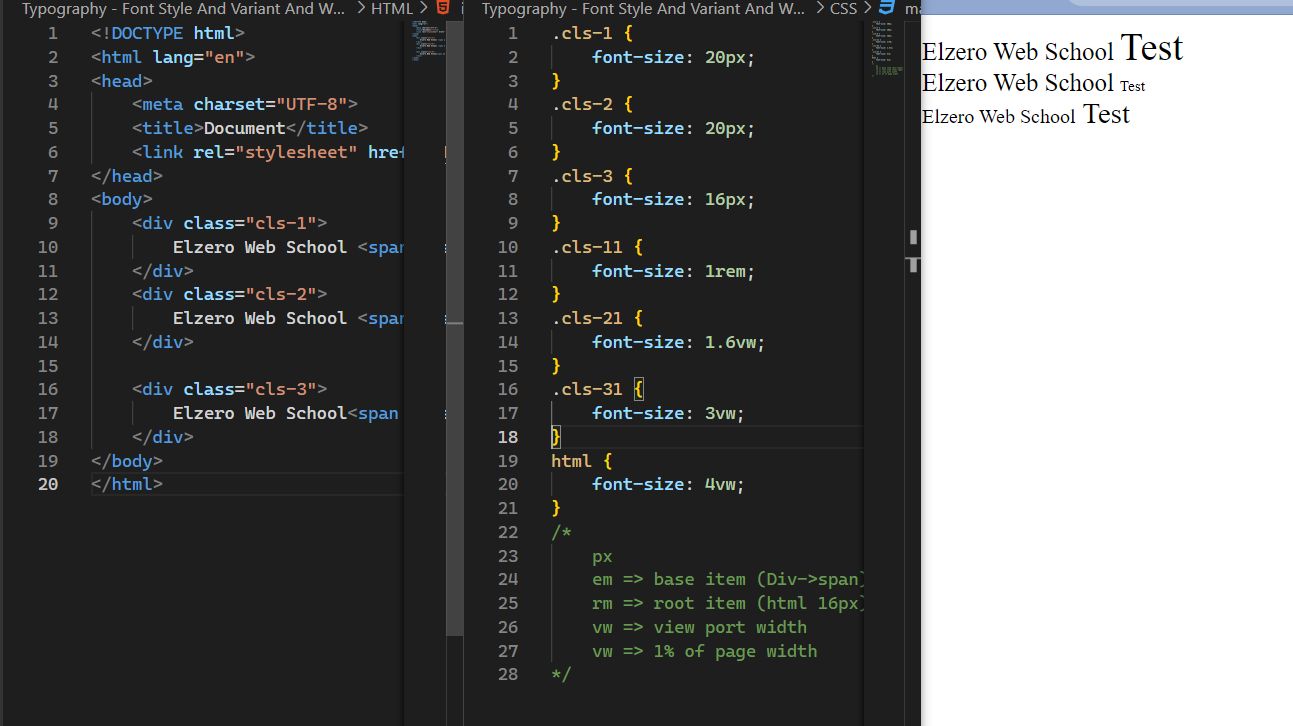 Typography - Font Style And Variant And W... > HTML >
1 <!DOCTYPE html>
2 <html lang="en">
3 <head>
4 <meta charset="UTF-8">
5 <title>Document</title>
6 <link rel="stylesheet" href
7 </head>
8 <body>
9 <div class="cls-1">
10 Elzero Web School <span
11 </div>
12 <div class="cls-2">
13 Elzero Web School <span
14 </div>
15
16 <div class="cls-3">
17 Elzero Web School<span
18 </div>
19 </body>
20 </html>
Typography - Font Style And Variant And W... > CSS > ma
1 .cls-1 {
2 font-size: 20px;
3 }
4 .cls-2 {
5 font-size: 20px;
6 }
7 .cls-3 {
8 font-size: 16px;
9 }
10 .cls-11 {
11 font-size: 1rem;
12 }
13 .cls-21 {
14 font-size: 1.6vw;
15 }
16 .cls-31 {
17 font-size: 3vw;
18 }
19 html {
20 font-size: 4vw;
21 }
22 /*
23 px
24 em => base item (Div->span)
25 rm => root item (html 16px)
26 vw => view port width
27 vw => 1% of page width
28 */
Elzero Web School Test
Elzero Web School Test
Elzero Web School Test